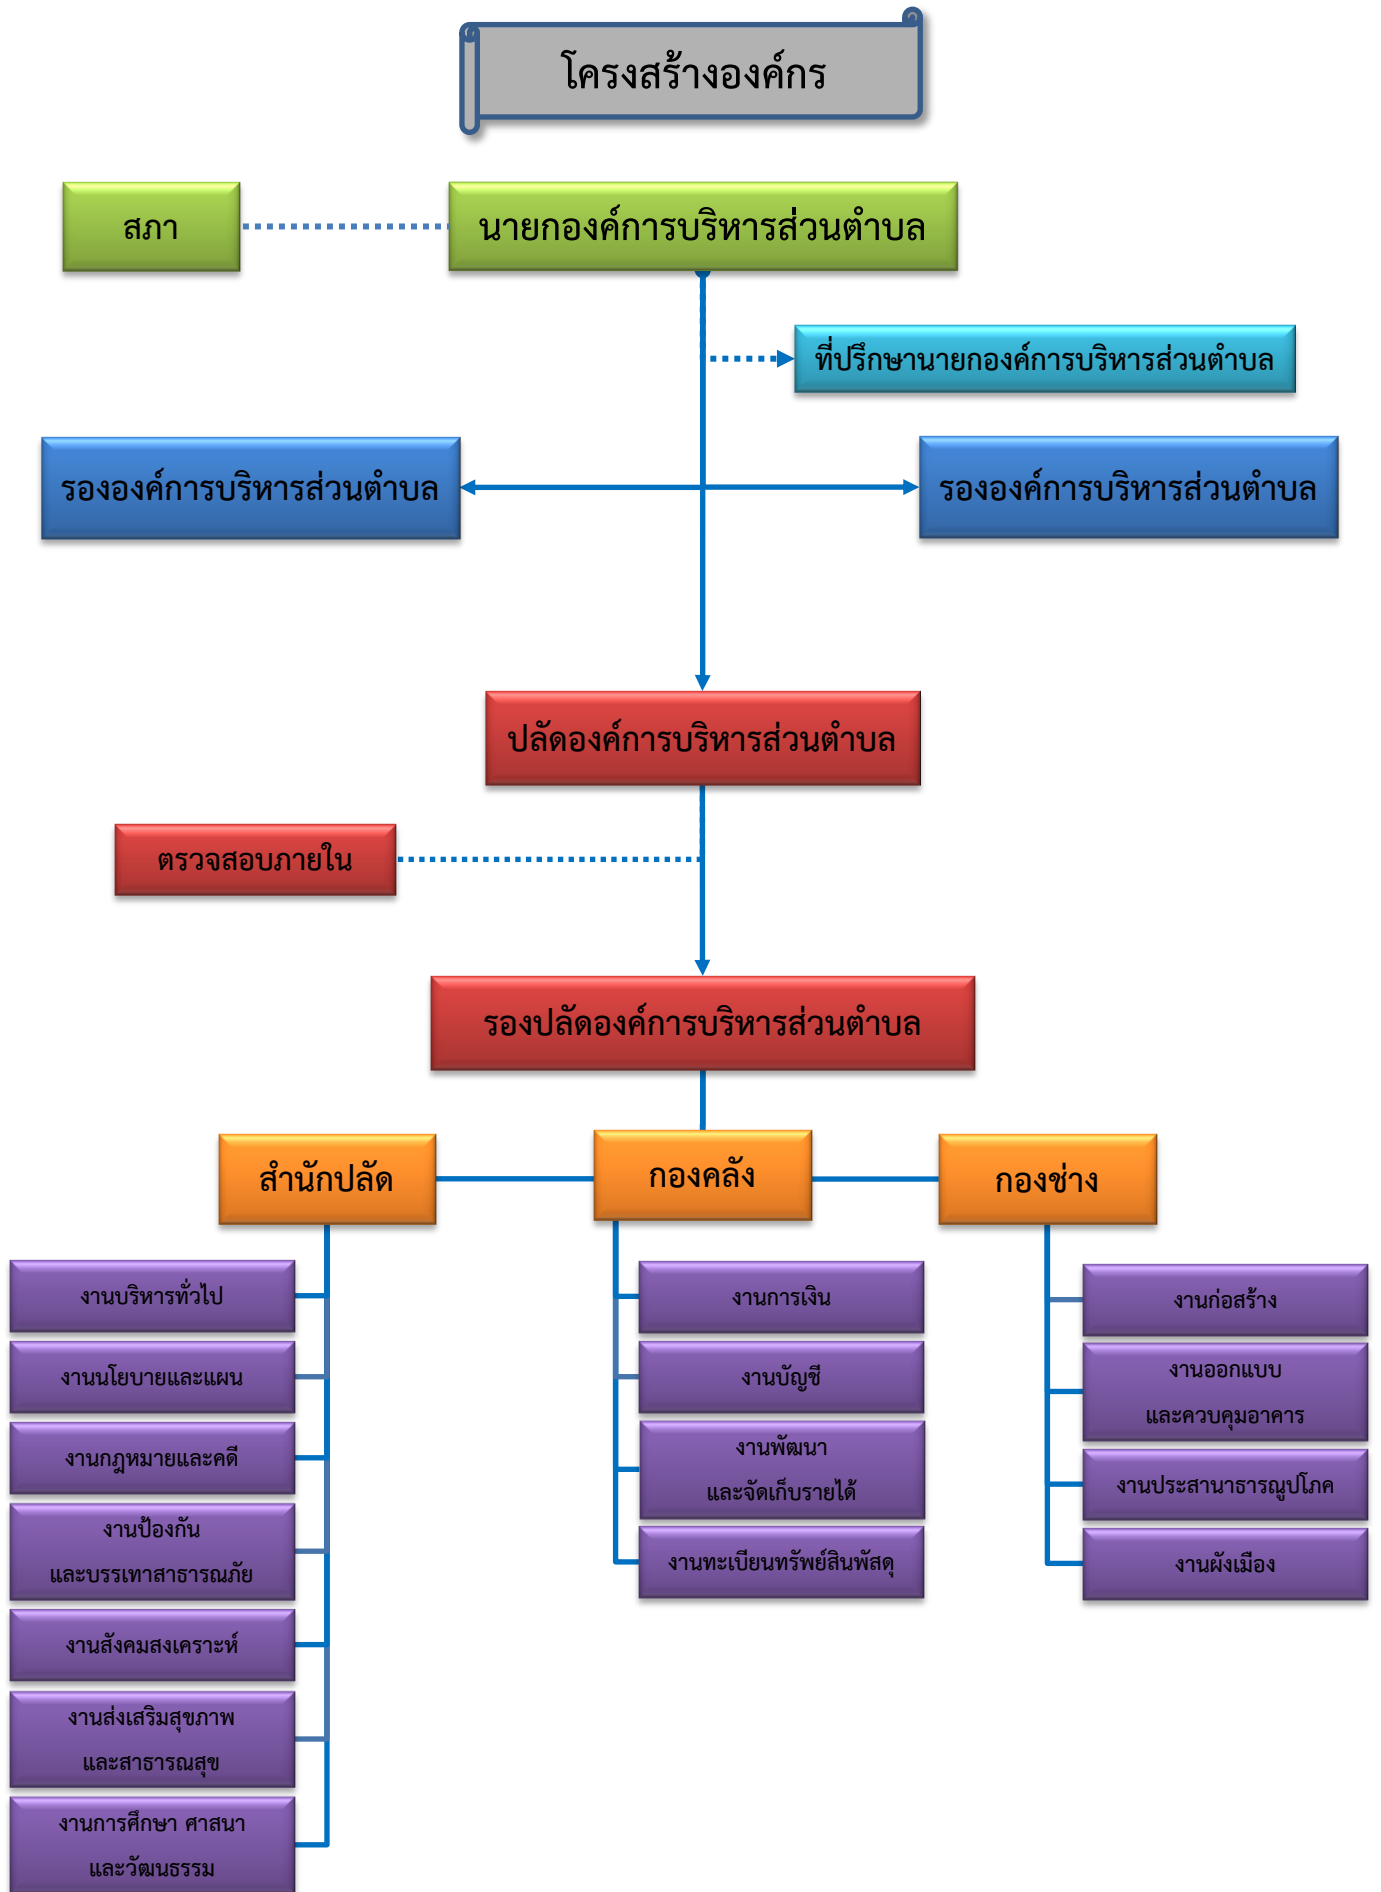 โครงสร้างองค์กร
สภา
นายกองค์การบริหารส่วนตำบล
ที่ปรึกษานายกองค์การบริหารส่วนตำบล
รององค์การบริหารส่วนตำบล
รององค์การบริหารส่วนตำบล
ปลัดองค์การบริหารส่วนตำบล
ตรวจสอบภายใน
รองปลัดองค์การบริหารส่วนตำบล
สำนักปลัด
กองคลัง
กองช่าง
งานบริหารทั่วไป
งานนโยบายและแผน
งานกฎหมายและคดี
งานป้องกัน
และบรรเทาสาธารณภัย
งานสังคมสงเคราะห์
งานส่งเสริมสุขภาพ
และสาธารณสุข
งานการศึกษา ศาสนา
และวัฒนธรรม
งานการเงิน
งานบัญชี
งานพัฒนา
และจัดเก็บรายได้
งานทะเบียนทรัพย์สินพัสดุ
งานก่อสร้าง
งานออกแบบ
และควบคุมอาคาร
งานประสานาธารณูปโภค
งานผังเมือง